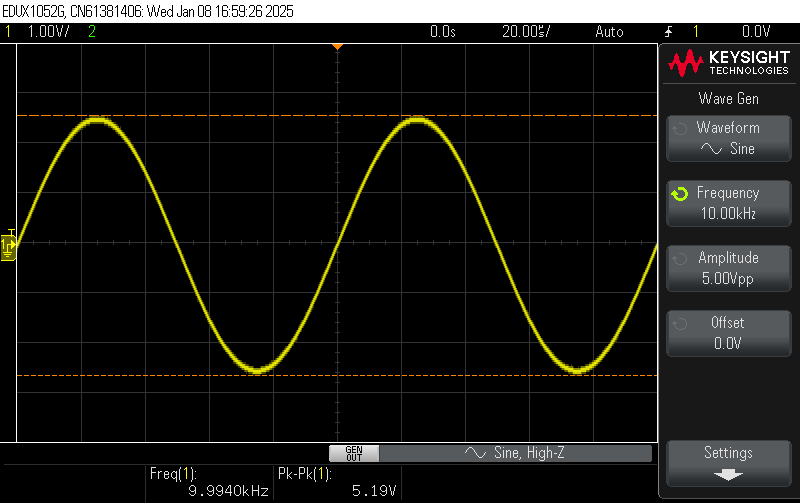 EDUX1052G, CN61381406: Wed Jan 08 16:59:26 2025
1 1.00V/ 2 0.0s 20.00s/ Auto 1 0.0V
KEYSIGHT
TECHNOLOGIES
Wave Gen
Waveform
Sine
Frequency
10.00kHz
Amplitude
5.00Vpp
Offset
0.0V
T
1
GEN
OUT
Sine, High-Z
Settings
Freq(1): Pk-Pk(1):
9.9940kHz 5.19V